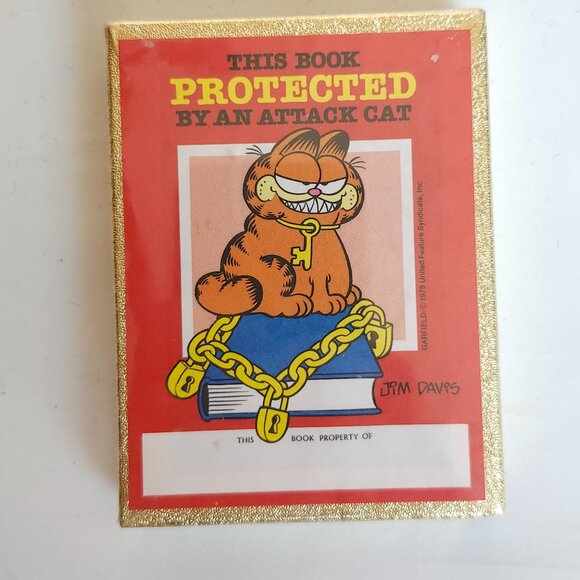 THIS BOOK
PROTECTED
BY AN ATTACK CAT
GARFIELD: ©1978 United Feature Syndicate, Inc.
JIM DAVIS
THIS BOOK PROPERTY OF